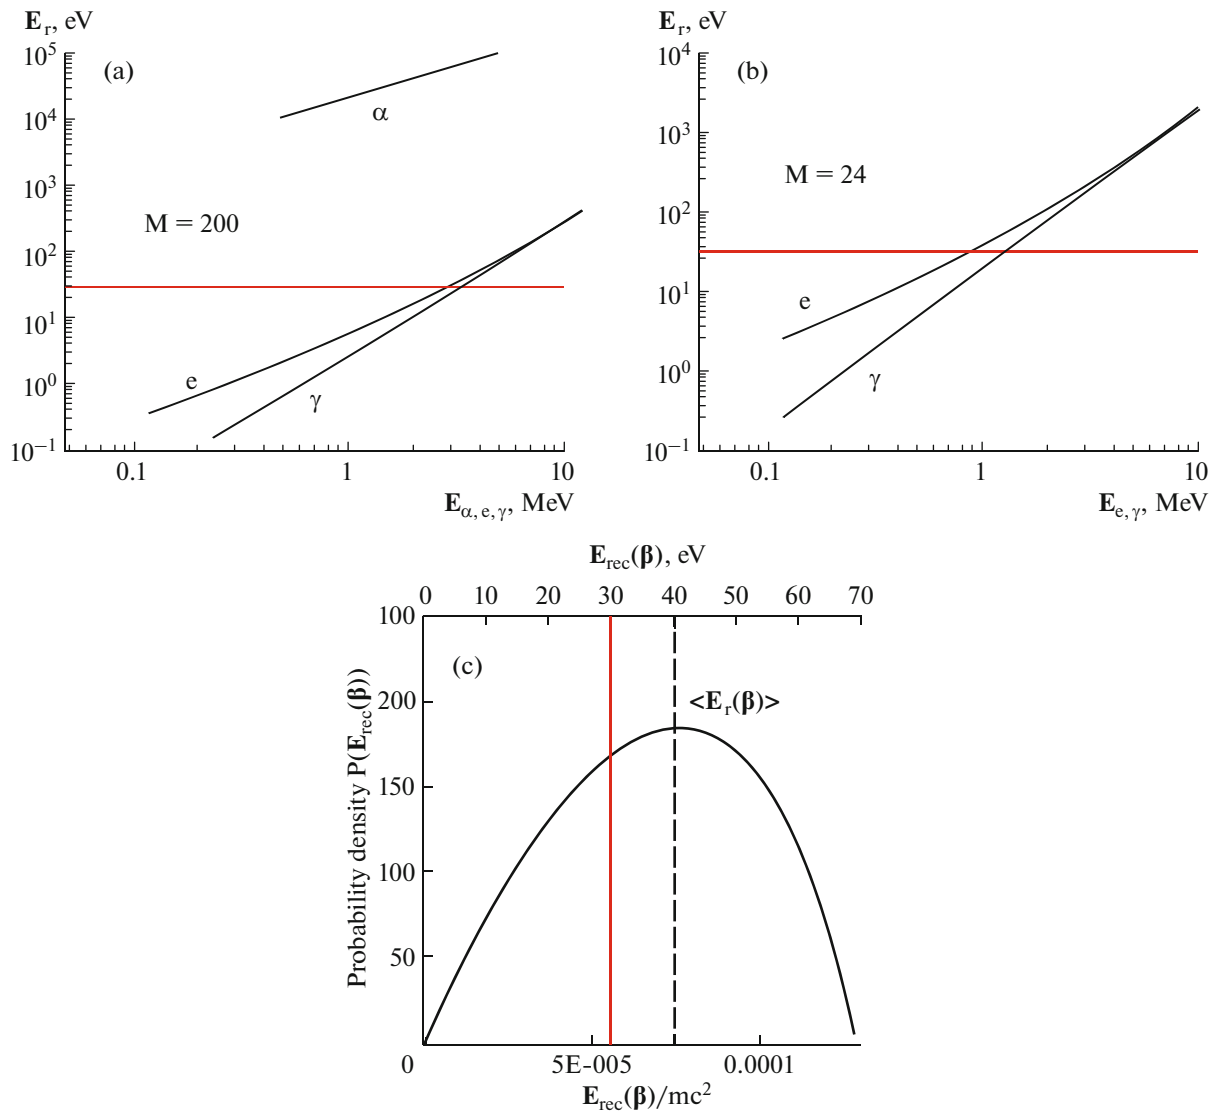 E_r, eV
10^5
10^4
10^3
10^2
10^1
10^0
10^−1
(a)
α
M = 200
e
γ
0.1 1 10
E_α, e, γ, MeV
E_r, eV
10^4
10^3
10^2
10^1
10^0
10^−1
(b)
M = 24
e
γ
0.1 1 10
E_e, γ, MeV
E_rec(β), eV
0 10 20 30 40 50 60 70
100
200
150
100
50
0
Probability density P(E_rec(β))
(c)
<E_r(β)>
5E-005 0.0001
E_rec(β)/mc^2